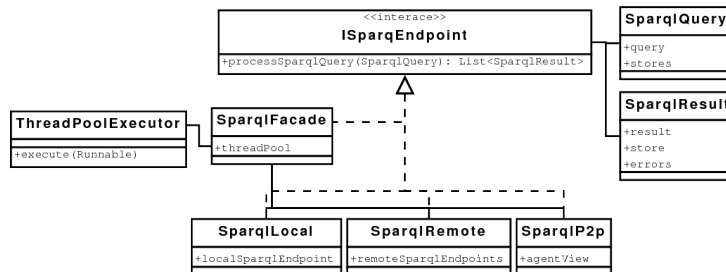 <<interace>>
ISparqEndpoint
+processSparqlQuery(SparqlQuery): List<SparqlResult>
SparqlQuery
+query
+stores
SparqlResult
+result
+store
+errors
ThreadPoolExecutor
+execute(Runnable)
SparqlFacade
+threadPool
SparqlLocal
+localSparqlEndpoint
SparqlRemote
+remoteSparqlEndpoints
SparqlP2p
+agentView